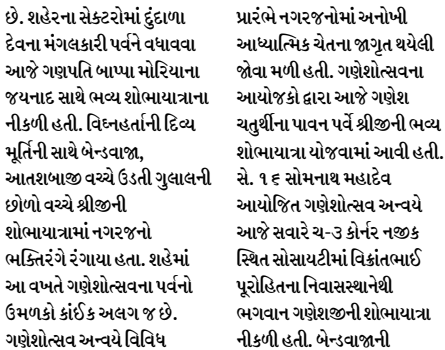 છે. શહેરના સેક્ટરોમાં દુંદાળા
દેવના મંગલકારી પર્વને વધાવવા
આજે ગણપતિ બાપ્પા મોરિયાના
જયનાદ સાથે ભવ્ય શોભાયાત્રાના
નીકળી હતી. વિઘ્નહર્તાની દિવ્ય
મૂર્તિની સાથે બેન્ડવાજા,
આતશબાજી વચ્ચે ઉડતી ગુલાલની
છોળો વચ્ચે શ્રીજીની
શોભાયાત્રામાં નગરજનો
ભક્તિરંગે રંગાયા હતા. શહેમાં
આ વખતે ગણેશોત્સવના પર્વનો
ઉમળકો કાંઈક અલગ જ છે.
ગણેશોત્સવ અન્વયે વિવિધ
પ્રારંભે નગરજનોમાં અનોખી
આધ્યાત્મિક ચેતના જાગૃત થયેલી
જોવા મળી હતી. ગણેશોત્સવના
આયોજકો દ્વારા આજે ગણેશ
ચતુર્થીના પાવન પર્વે શ્રીજીની ભવ્ય
શોભાયાત્રા યોજવામાં આવી હતી.
સે. ૧૬ સોમનાથ મહાદેવ
આયોજિત ગણેશોત્સવ અન્વયે
આજે સવારે ચ-૩ કોર્નર નજીક
સ્થિત સોસાયટીમાં વિક્રાંતભાઈ
પૂરોહિતના નિવાસસ્થાનેથી
ભગવાન ગણેશજીની શોભાયાત્રા
નીકળી હતી. બેન્ડવાજાની